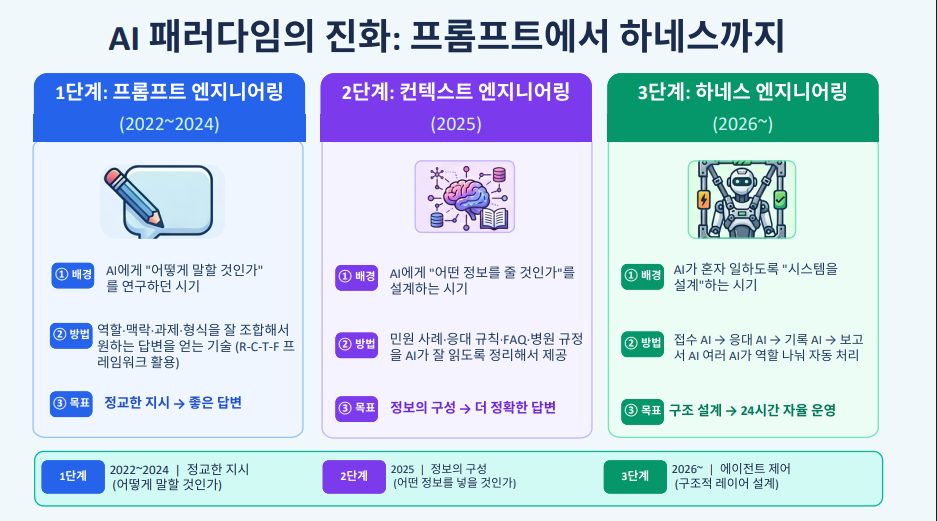 AI 패러다임의 진화: 프롬프트에서 하네스까지
1단계: 프롬프트 엔지니어링
(2022~2024)
① 배경
AI에게 "어떻게 말할 것인가"
를 연구하던 시기
② 방법
역할·맥락·과제·형식을 잘 조합해서
원하는 답변을 얻는 기술 (R-C-T-F 프
레임워크 활용)
③ 목표
정교한 지시 → 좋은 답변
2단계: 컨텍스트 엔지니어링
(2025)
① 배경
AI에게 "어떤 정보를 줄 것인가"를
설계하는 시기
② 방법
민원 사례·응대 규칙·FAQ·병원 규정
을 AI가 잘 읽도록 정리해서 제공
③ 목표
정보의 구성 → 더 정확한 답변
3단계: 하네스 엔지니어링
(2026~)
① 배경
AI가 혼자 일하도록 "시스템을
설계"하는 시기
② 방법
접수 AI → 응대 AI → 기록 AI → 보고
서 AI 여러 AI가 역할 나눠 자동 처리
③ 목표
구조 설계 → 24시간 자율 운영
1단계
2022~2024 | 정교한 지시
(어떻게 말할 것인가)
2단계
2025 | 정보의 구성
(어떤 정보를 넣을 것인가)
3단계
2026~ | 에이전트 제어
(구조적 레이어 설계)